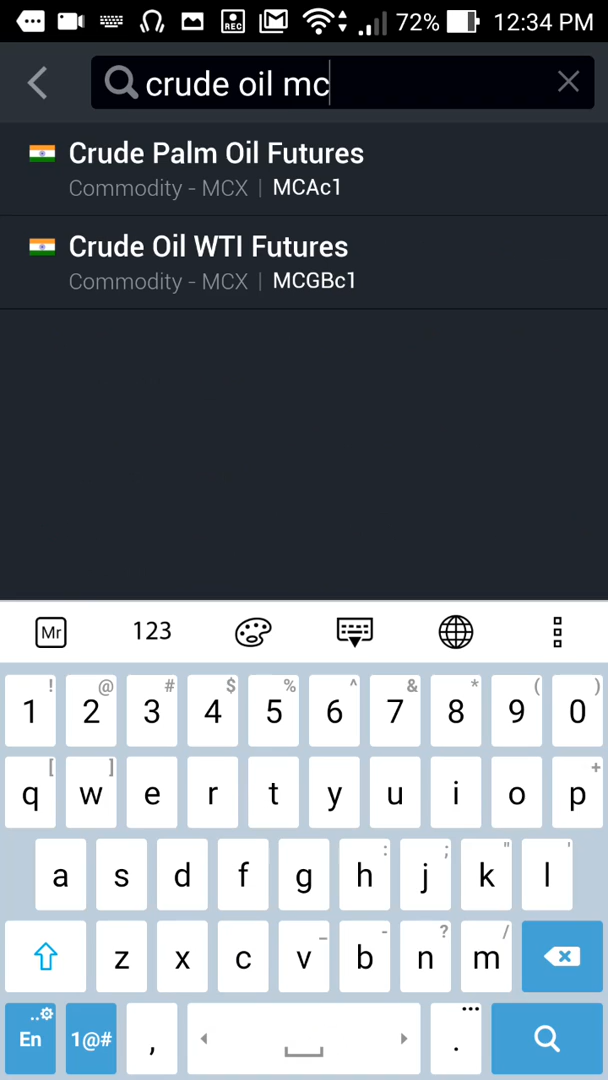 72% 12:34 PM
crude oil mc
Crude Palm Oil Futures
Commodity - MCX | MCAc1
Crude Oil WTI Futures
Commodity - MCX | MCGBc1
Mr 123
! @ # $ % ^ & * ( )
1 2 3 4 5 6 7 8 9 0
[ ] +
q w e r t y u i o p
: ; " '
a s d f g h j k l
_ - ? /
z x c v b n m
En 1@# , .